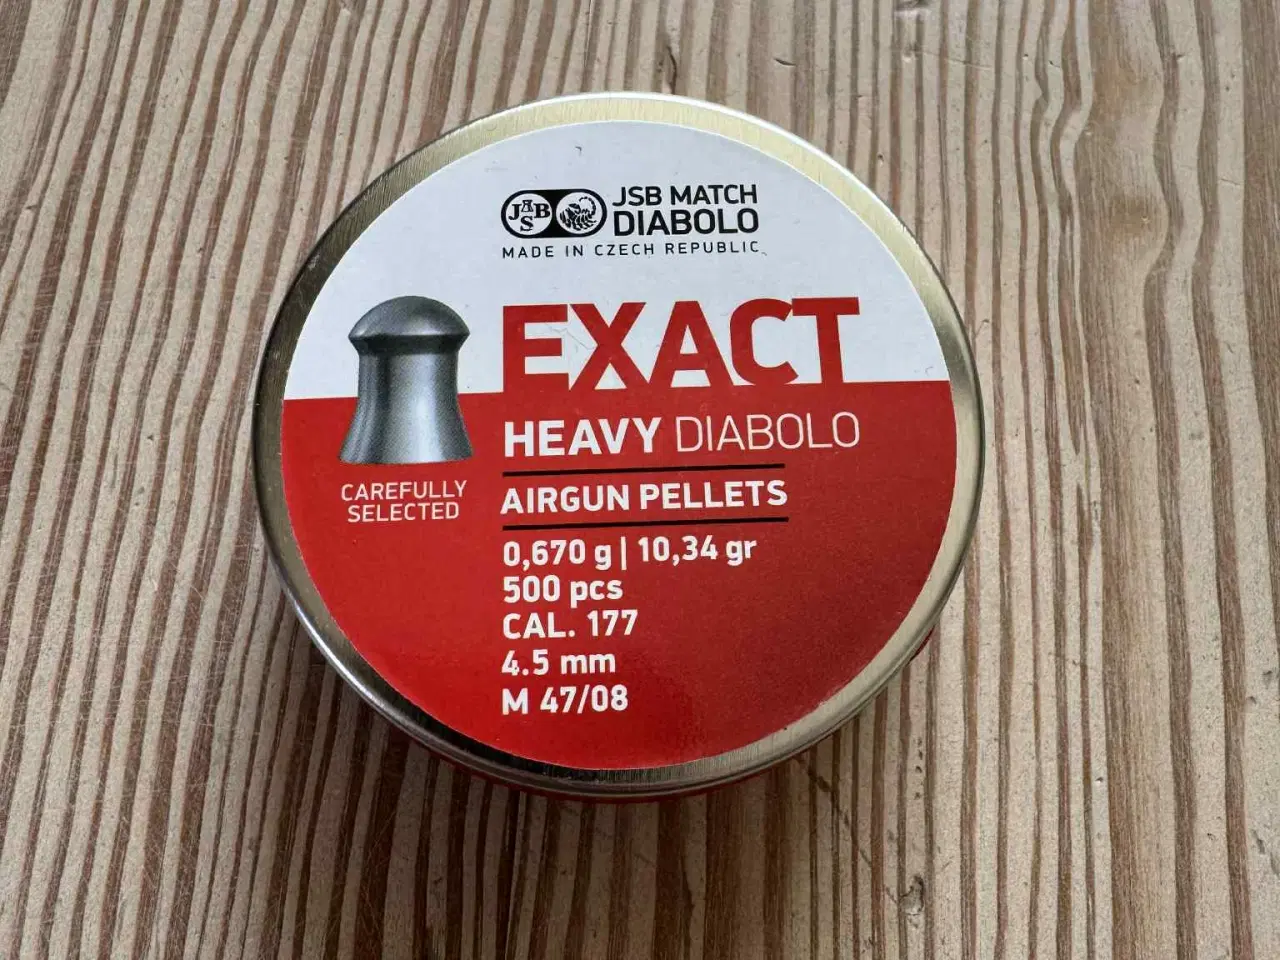 JSB
JSB MATCH
DIABOLO
MADE IN CZECH REPUBLIC
EXACT
HEAVY DIABOLO
AIRGUN PELLETS
CAREFULLY
SELECTED
0,670 g | 10,34 gr
500 pcs
CAL. 177
4.5 mm
M 47/08